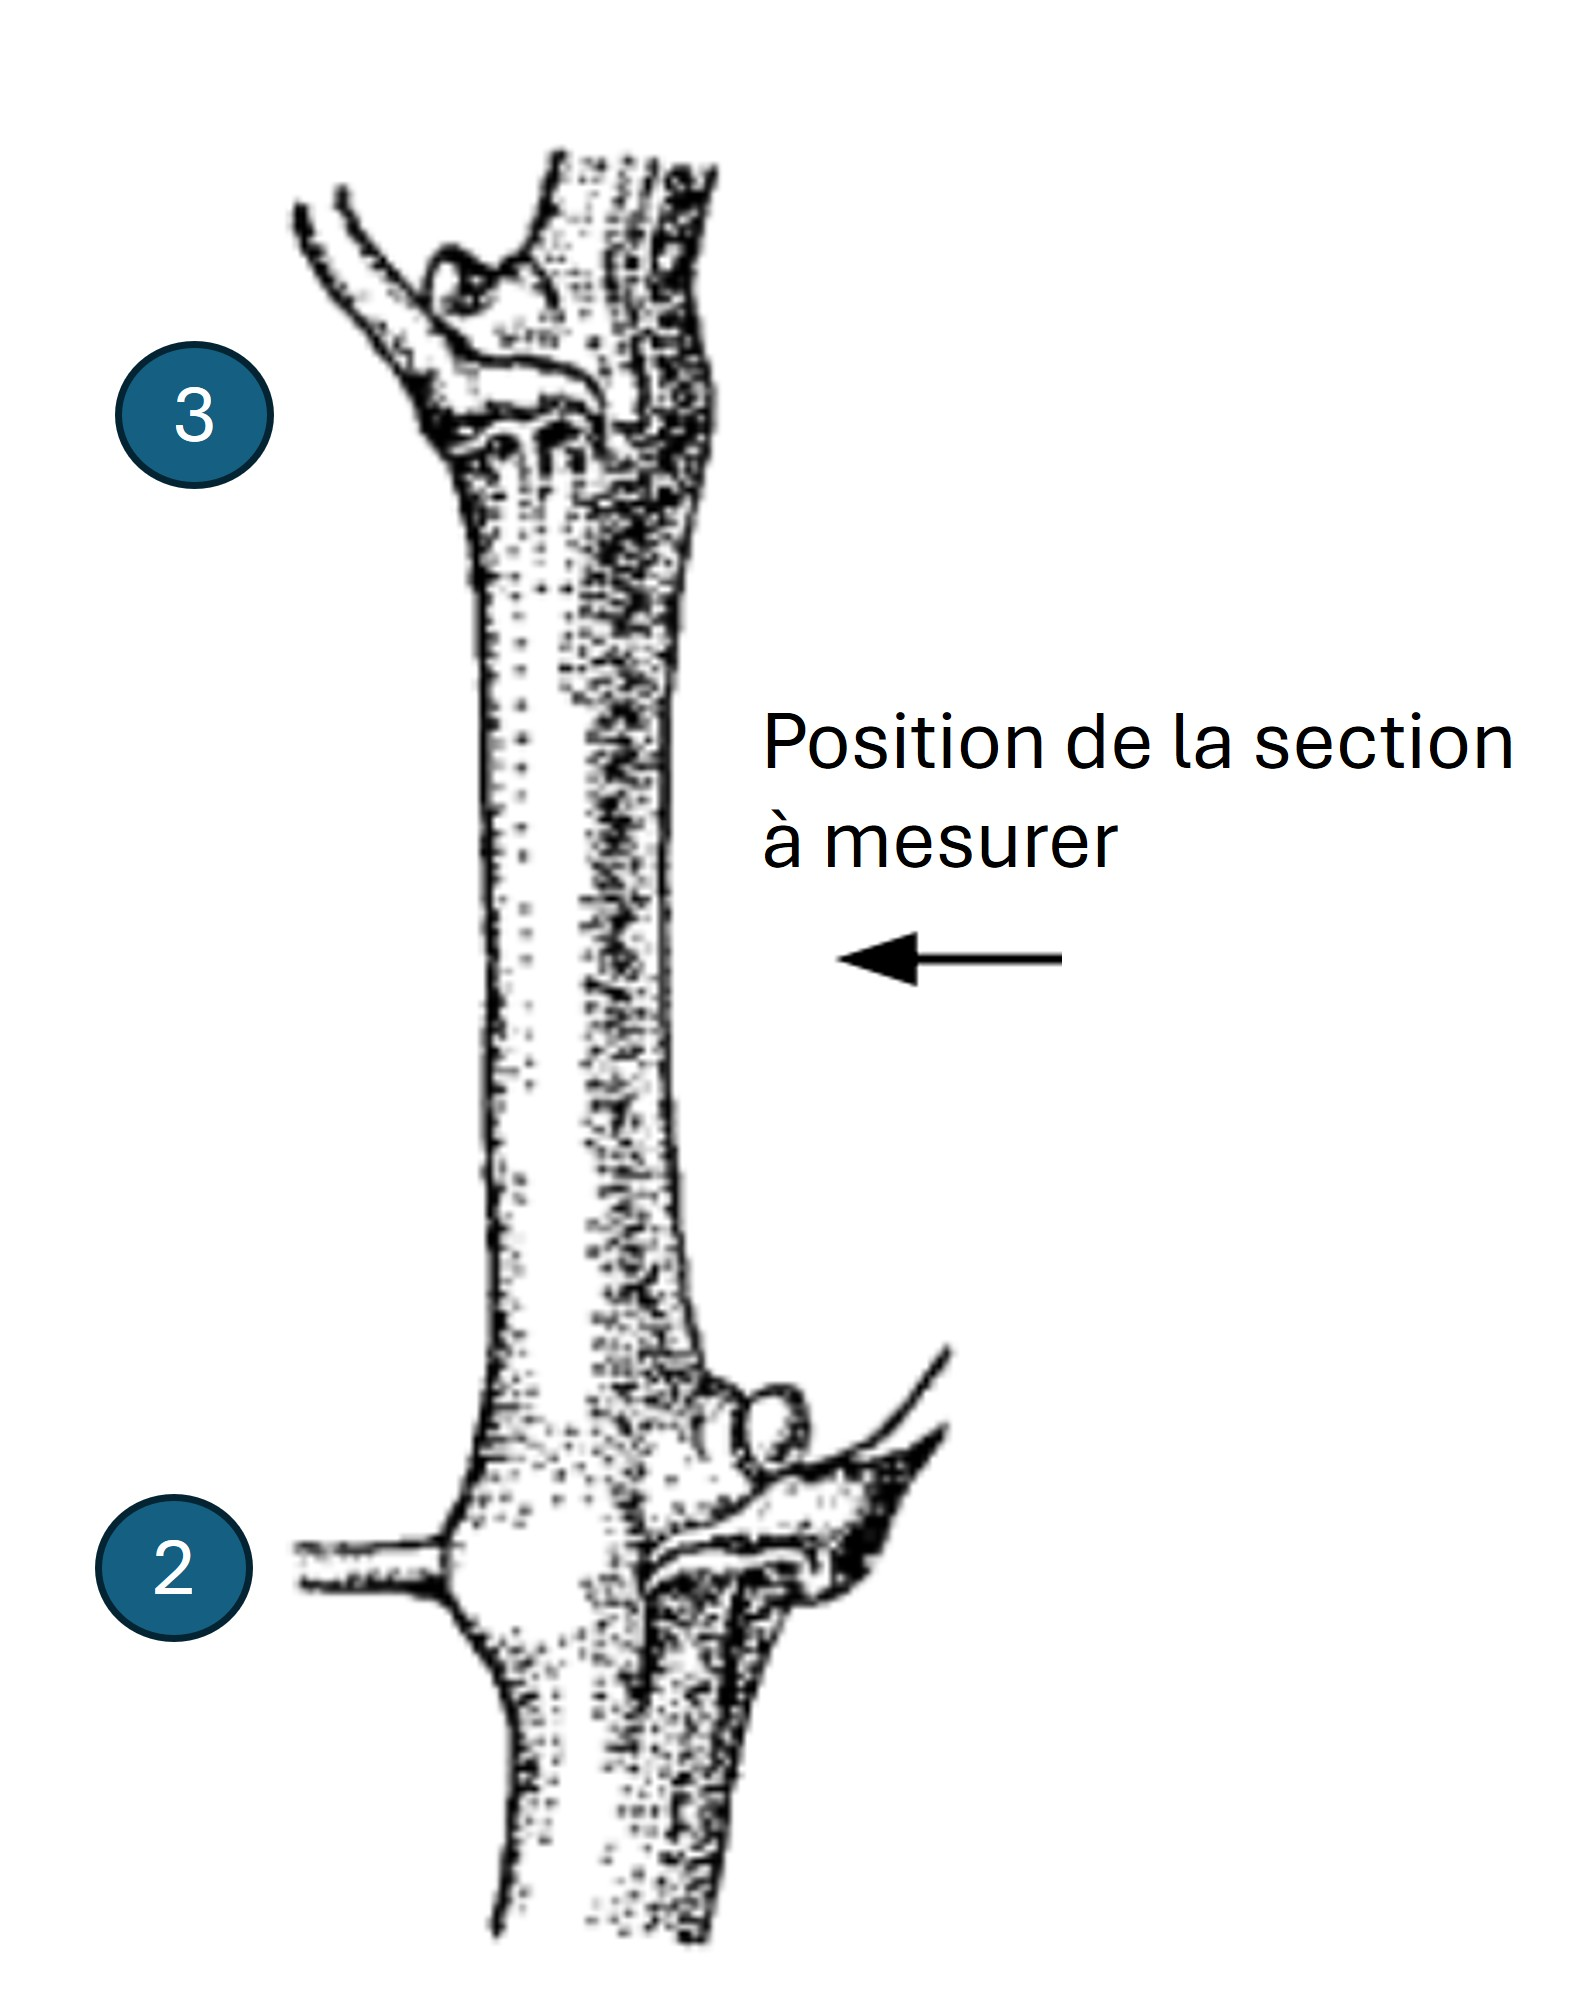 3
Position de la section
à mesurer
2